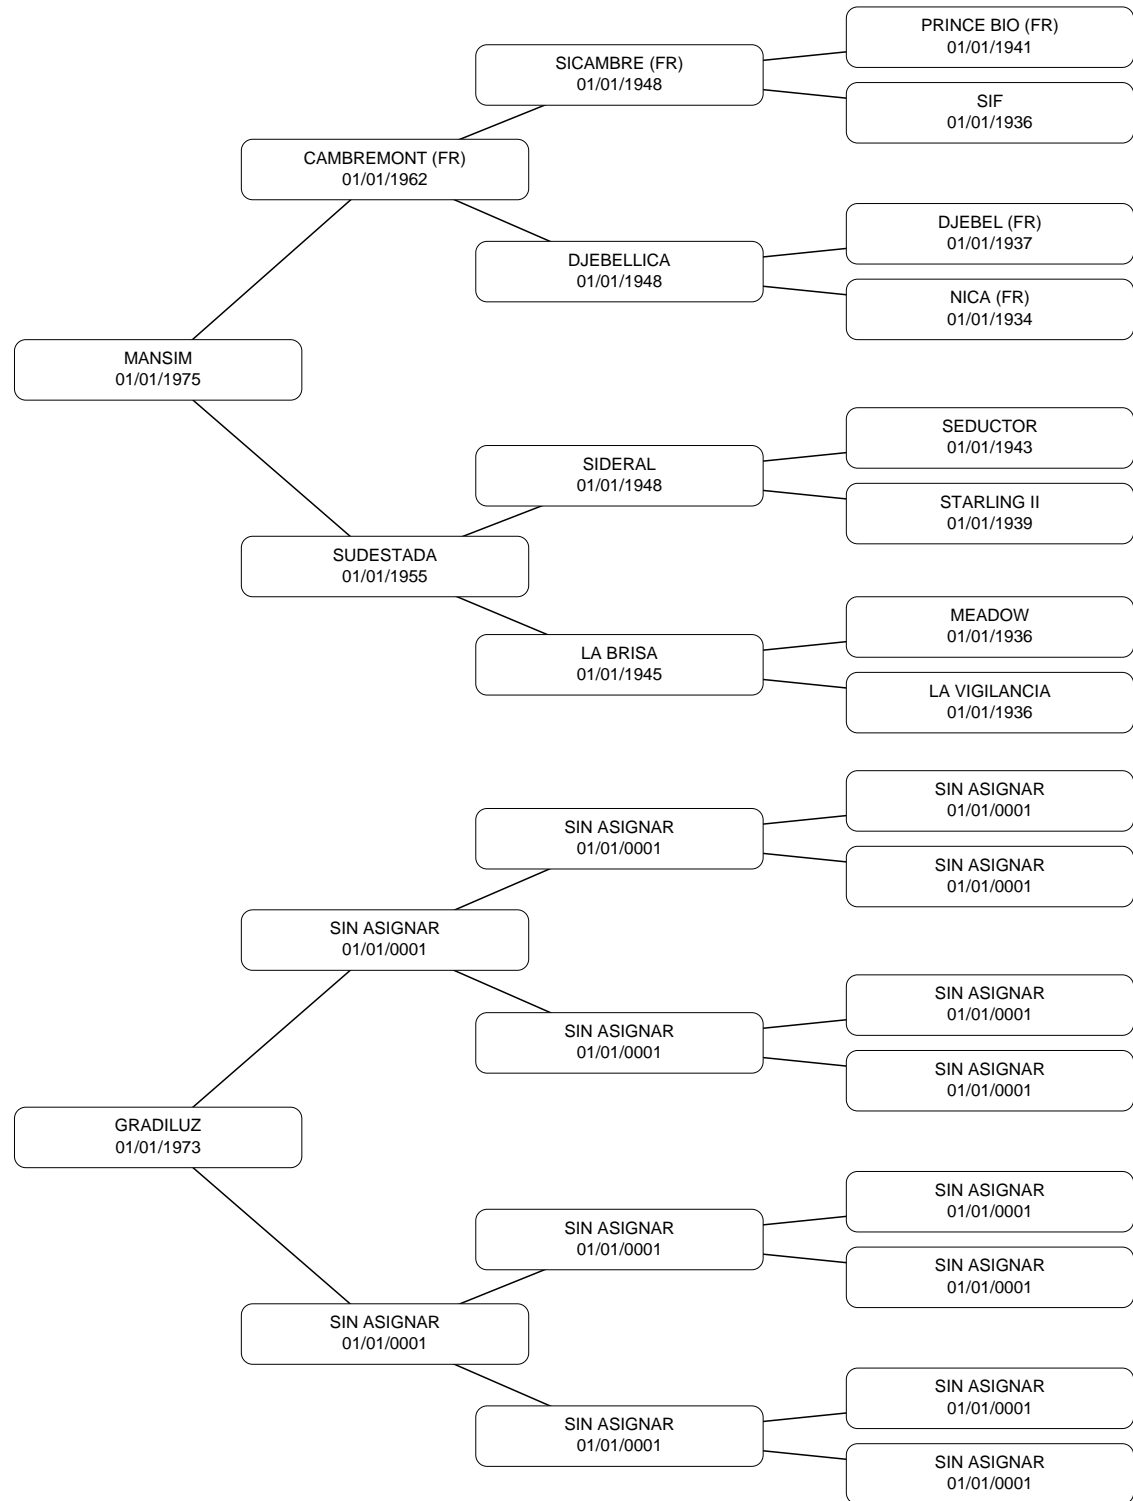 PRINCE BIO (FR)
01/01/1941
SICAMBRE (FR)
01/01/1948
SIF
01/01/1936
CAMBREMONT (FR)
01/01/1962
DJEBEL (FR)
01/01/1937
DJEBELLICA
01/01/1948
NICA (FR)
01/01/1934
MANSIM
01/01/1975
SEDUCTOR
01/01/1943
SIDERAL
01/01/1948
STARLING II
01/01/1939
SUDESTADA
01/01/1955
MEADOW
01/01/1936
LA BRISA
01/01/1945
LA VIGILANCIA
01/01/1936
SIN ASIGNAR
01/01/0001
SIN ASIGNAR
01/01/0001
SIN ASIGNAR
01/01/0001
SIN ASIGNAR
01/01/0001
SIN ASIGNAR
01/01/0001
SIN ASIGNAR
01/01/0001
SIN ASIGNAR
01/01/0001
GRADILUZ
01/01/1973
SIN ASIGNAR
01/01/0001
SIN ASIGNAR
01/01/0001
SIN ASIGNAR
01/01/0001
SIN ASIGNAR
01/01/0001
SIN ASIGNAR
01/01/0001
SIN ASIGNAR
01/01/0001
SIN ASIGNAR
01/01/0001